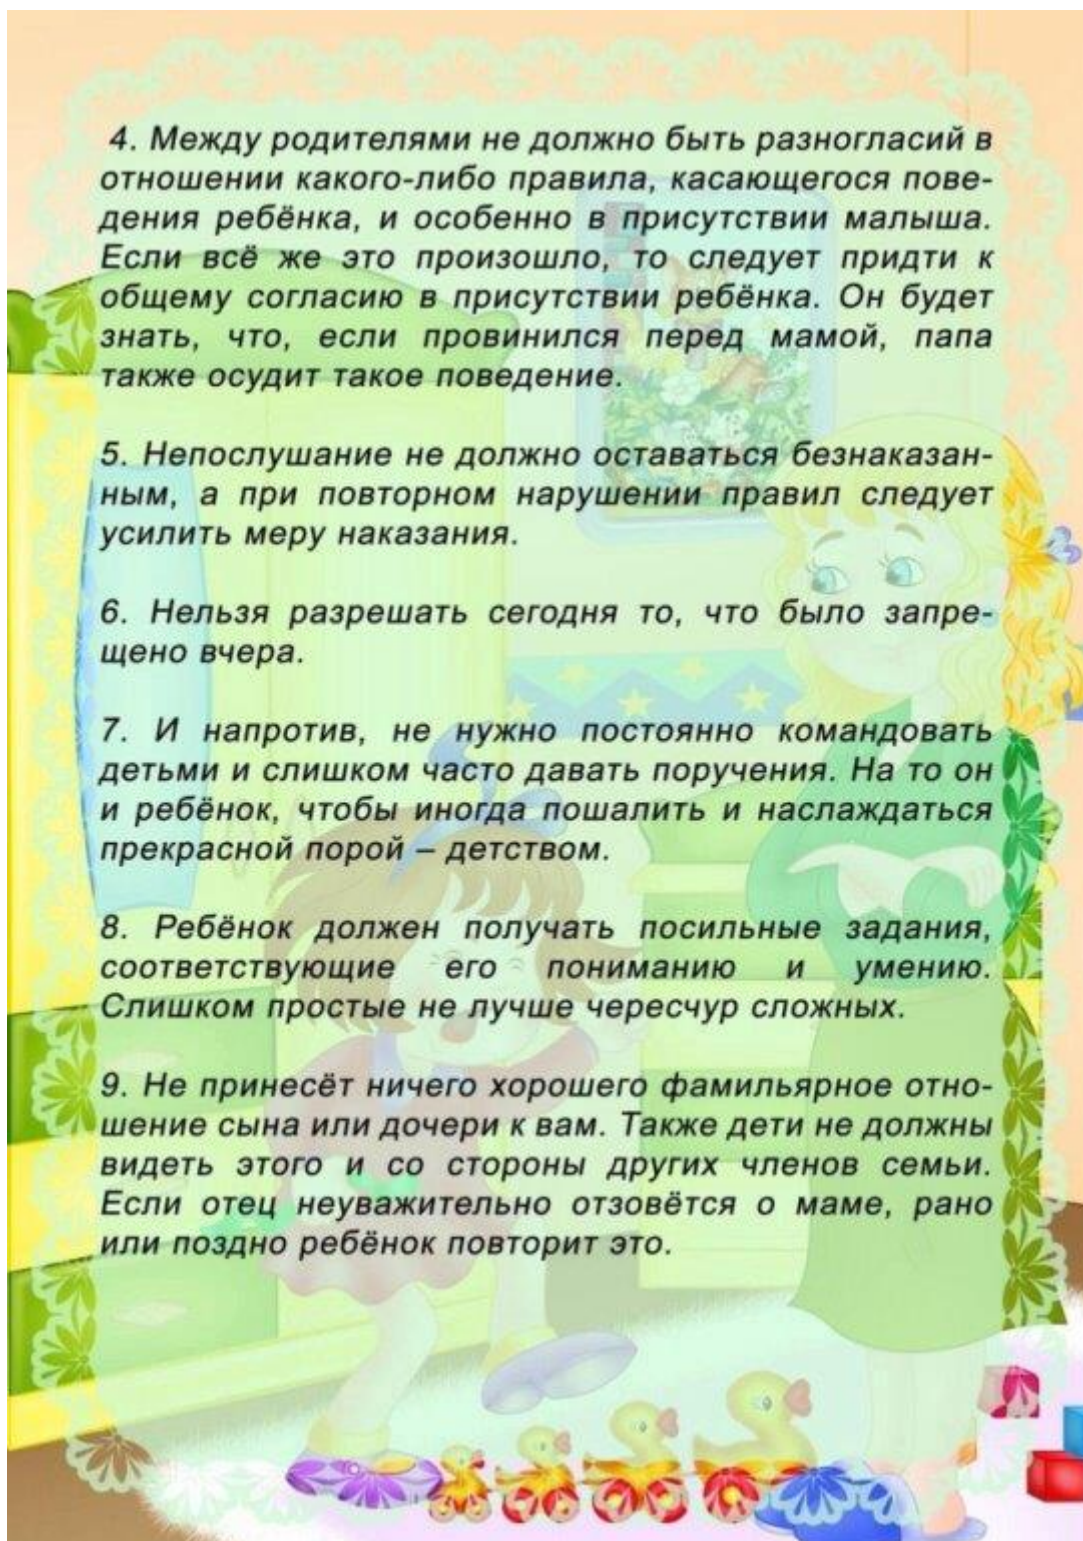 4. Между родителями не должно быть разногласий в
отношении какого-либо правила, касающегося пове-
дения ребёнка, и особенно в присутствии малыша.
Если всё же это произошло, то следует придти к
общему согласию в присутствии ребёнка. Он будет
знать, что, если провинился перед мамой, папа
также осудит такое поведение.
5. Непослушание не должно оставаться безнаказан-
ным, а при повторном нарушении правил следует
усилить меру наказания.
6. Нельзя разрешать сегодня то, что было запре-
щено вчера.
7. И напротив, не нужно постоянно командовать
детьми и слишком часто давать поручения. На то он
и ребёнок, чтобы иногда пошалить и наслаждаться
прекрасной порой – детством.
8. Ребёнок должен получать посильные задания,
соответствующие его пониманию и умению.
Слишком простые не лучше чересчур сложных.
9. Не принесёт ничего хорошего фамильярное отно-
шение сына или дочери к вам. Также дети не должны
видеть этого и со стороны других членов семьи.
Если отец неуважительно отзовётся о маме, рано
или поздно ребёнок повторит это.